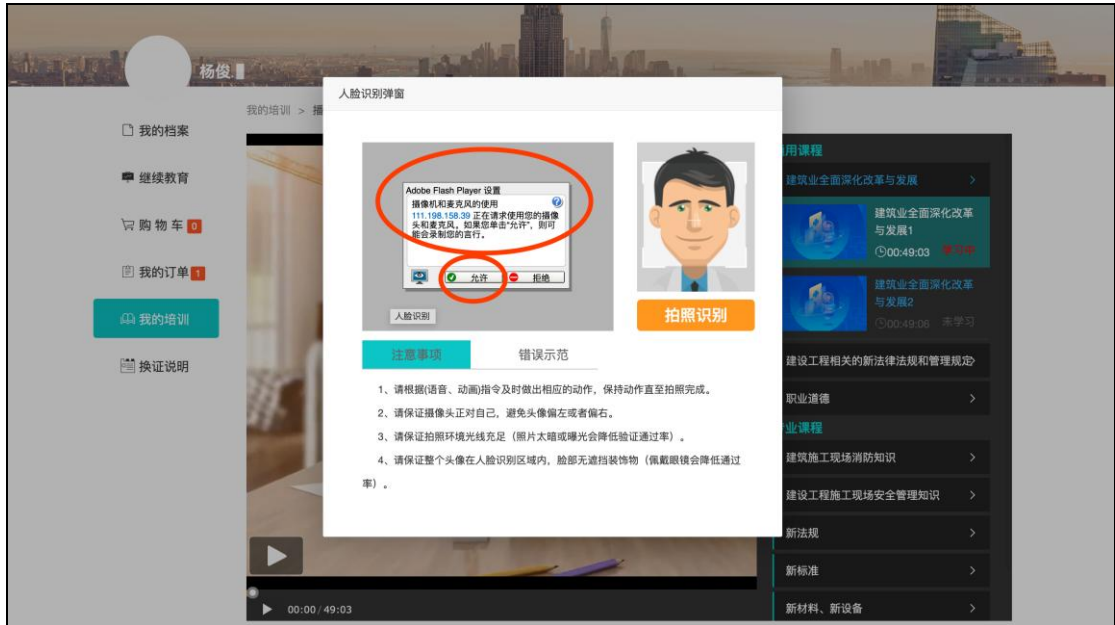 杨俊
人脸识别弹窗
我的培训 > 播
我的档案
继续教育
购物车 0
我的订单 1
我的培训
换证说明
Adobe Flash Player 设置
摄像机和麦克风的使用
111.198.158.39 正在请求使用您的摄像
头和麦克风。如果您单击“允许”，则可
能会录制您的言行。
允许
拒绝
人脸识别
拍照识别
注意事项
错误示范
1、请根据(语音、动画)指令及时做出相应的动作，保持动作直至拍照完成。
2、请保证摄像头正对自己，避免头像偏左或者偏右。
3、请保证拍照环境光线充足（照片太暗或曝光会降低验证通过率）。
4、请保证整个头像在人脸识别区域内，脸部无遮挡装饰物（佩戴眼镜会降低通过
率）。
00:00/49:03
用课程
建筑业全面深化改革与发展
建筑业全面深化改革
与发展1
00:49:03 学习中
建筑业全面深化改革
与发展2
00:49:06 未学习
建设工程相关的新法律法规和管理规定
职业道德
业课程
建筑施工现场消防知识
建设工程施工现场安全管理知识
新法规
新标准
新材料、新设备